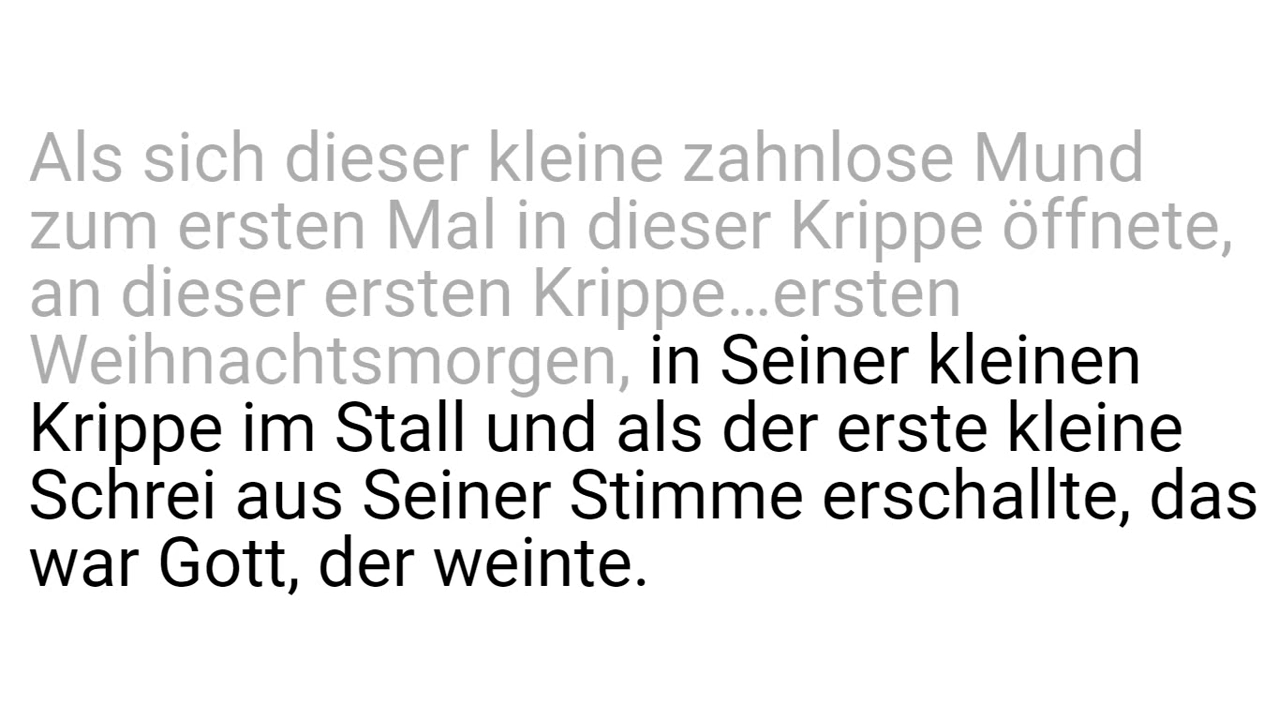 Als sich dieser kleine zahnlose Mund
zum ersten Mal in dieser Krippe öffnete,
an dieser ersten Krippe…ersten
Weihnachtsmorgen, in Seiner kleinen
Krippe im Stall und als der erste kleine
Schrei aus Seiner Stimme erschallte, das
war Gott, der weinte.